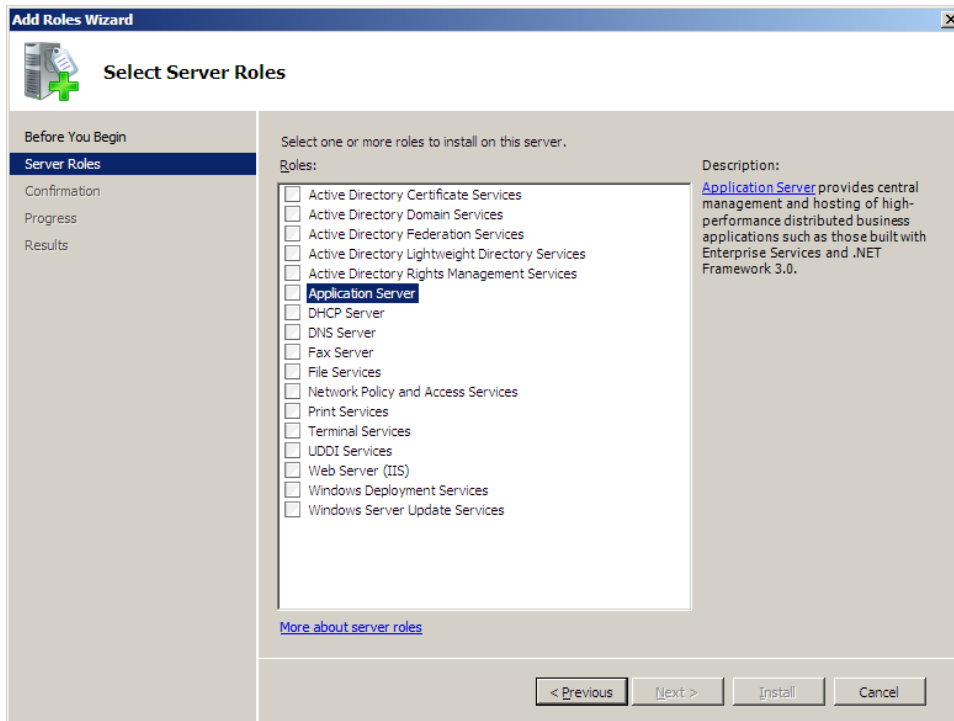 Add Roles Wizard
Select Server Roles
Before You Begin
Server Roles
Confirmation
Progress
Results
Select one or more roles to install on this server.
Roles:
Active Directory Certificate Services
Active Directory Domain Services
Active Directory Federation Services
Active Directory Lightweight Directory Services
Active Directory Rights Management Services
Application Server
DHCP Server
DNS Server
Fax Server
File Services
Network Policy and Access Services
Print Services
Terminal Services
UDDI Services
Web Server (IIS)
Windows Deployment Services
Windows Server Update Services
More about server roles
Description:
Application Server provides central
management and hosting of high-
performance distributed business
applications such as those built with
Enterprise Services and .NET
Framework 3.0.
< Previous
Next >
Install
Cancel